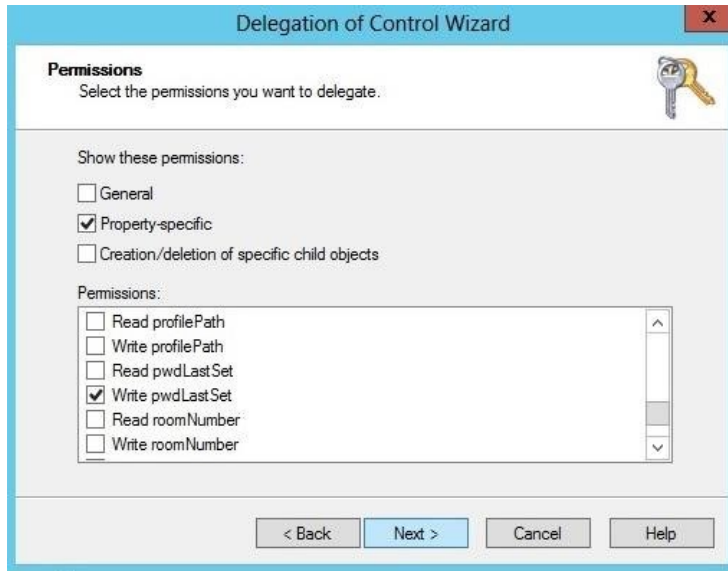 Delegation of Control Wizard
x
Permissions
Select the permissions you want to delegate.
Show these permissions:
General
Property-specific
Creation/deletion of specific child objects
Permissions:
Read profilePath
Write profilePath
Read pwdLastSet
Write pwdLastSet
Read roomNumber
Write roomNumber
< Back Next > Cancel Help